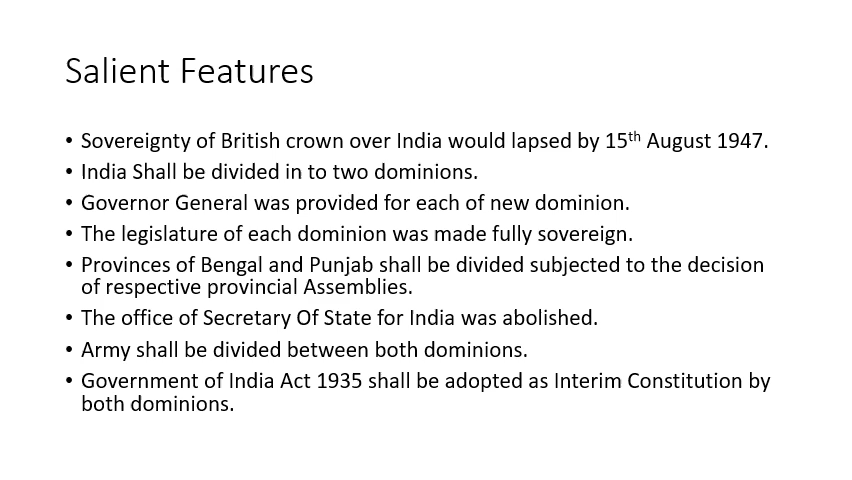 Salient Features
• Sovereignty of British crown over India would lapsed by 15th August 1947.
• India Shall be divided in to two dominions.
• Governor General was provided for each of new dominion.
• The legislature of each dominion was made fully sovereign.
• Provinces of Bengal and Punjab shall be divided subjected to the decision
of respective provincial Assemblies.
• The office of Secretary Of State for India was abolished.
• Army shall be divided between both dominions.
• Government of India Act 1935 shall be adopted as Interim Constitution by
both dominions.